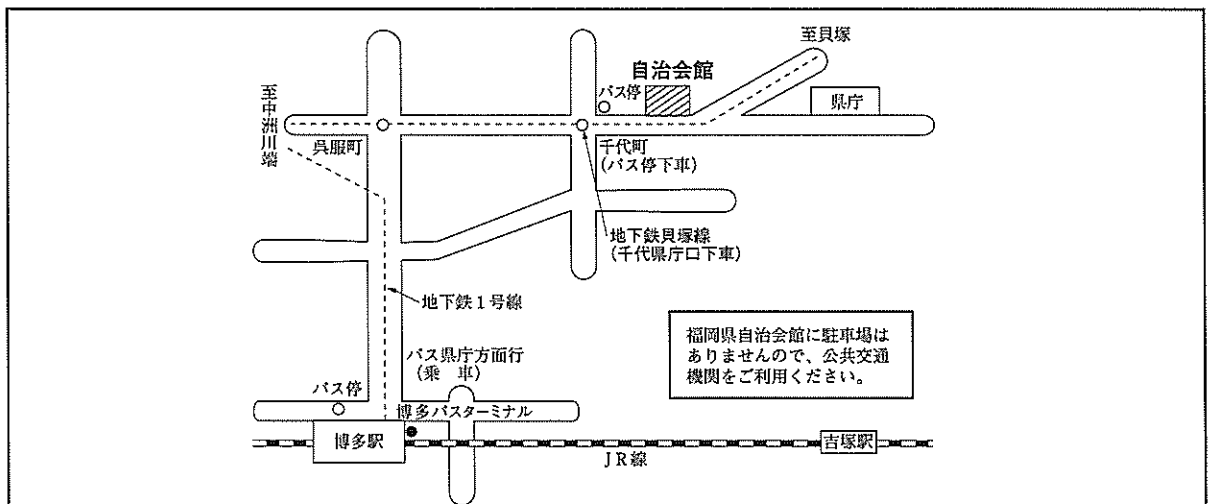 至貝塚
自治会館
バス停
県庁
至中洲川端
呉服町
千代町
(バス停下車)
地下鉄貝塚線
(千代県庁口下車)
地下鉄1号線
福岡県自治会館に駐車場は
ありませんので、公共交通
機関をご利用ください。
バス県庁方面行
(乗 車)
バス停
博多バスターミナル
博多駅
吉塚駅
JR線